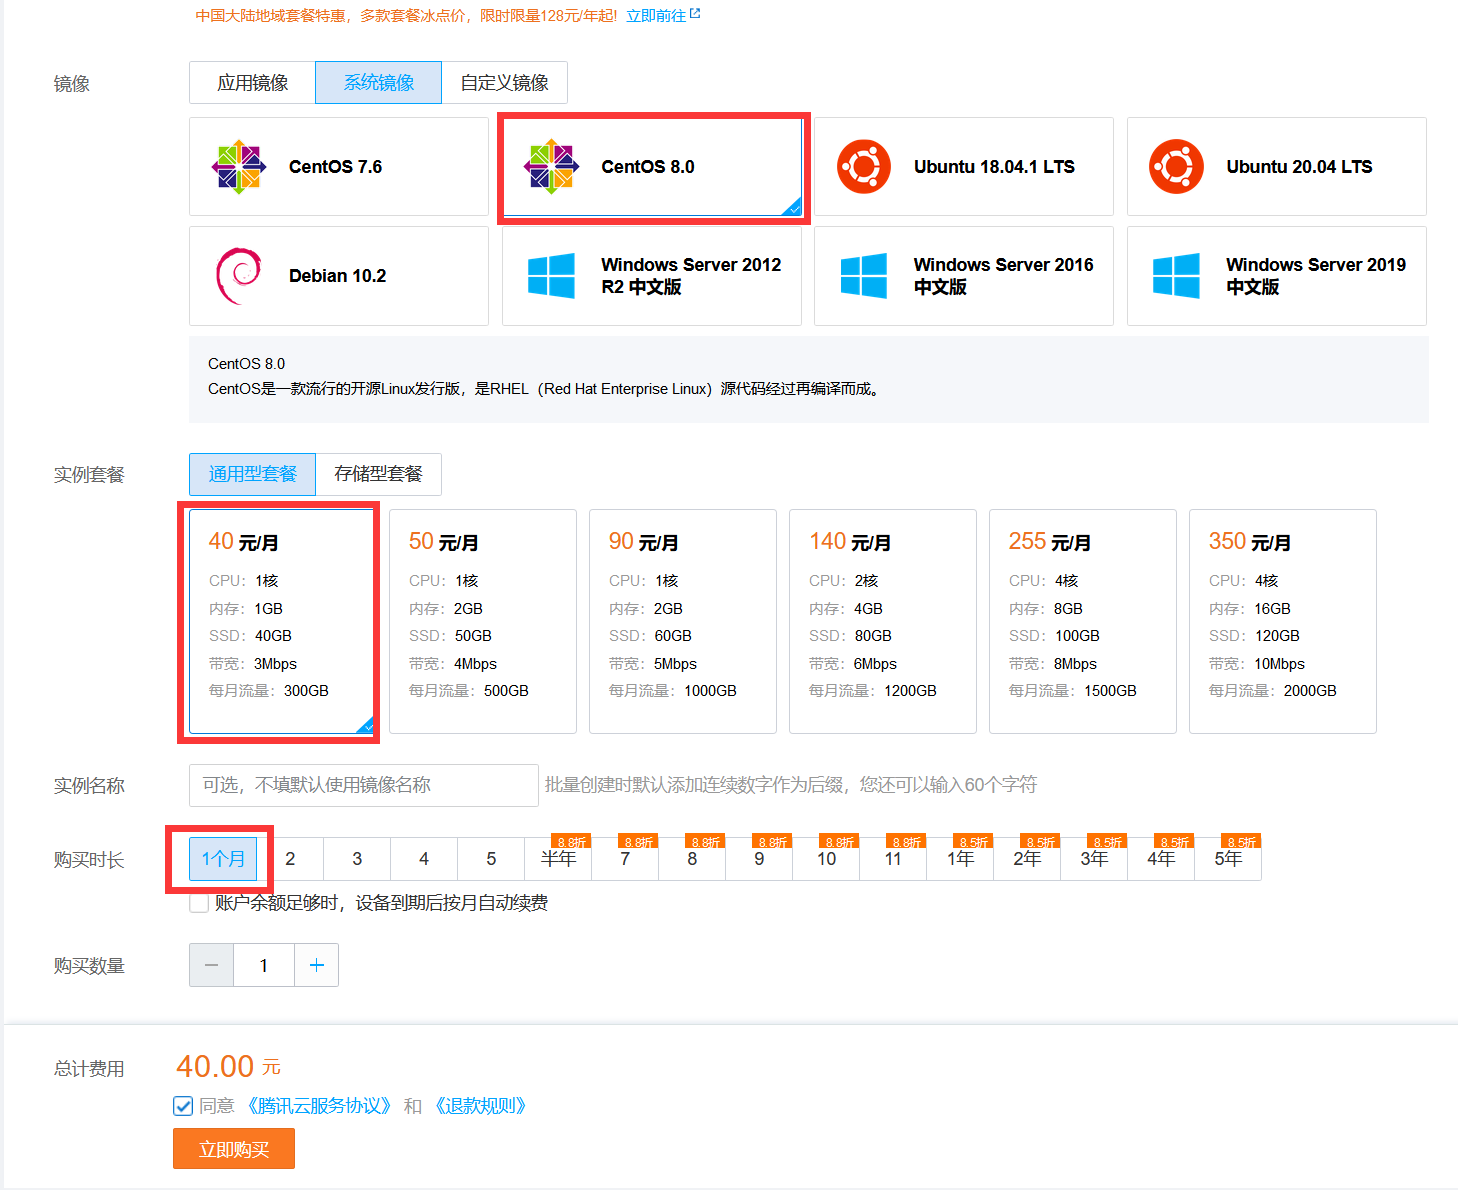 中国大陆地域套餐特惠，多款套餐冰点价，限时限量128元/年起! 立即前往
镜像
应用镜像 系统镜像 自定义镜像
CentOS 7.6
CentOS 8.0
Ubuntu 18.04.1 LTS
Ubuntu 20.04 LTS
Debian 10.2
Windows Server 2012
R2 中文版
Windows Server 2016
中文版
Windows Server 2019
中文版
CentOS 8.0
CentOS是一款流行的开源Linux发行版，是RHEL（Red Hat Enterprise Linux）源代码经过再编译而成。
实例套餐
通用型套餐 存储型套餐
40 元/月
CPU： 1核
内存： 1GB
SSD： 40GB
带宽： 3Mbps
每月流量： 300GB
50 元/月
CPU： 1核
内存： 2GB
SSD： 50GB
带宽： 4Mbps
每月流量： 500GB
90 元/月
CPU： 1核
内存： 2GB
SSD： 60GB
带宽： 5Mbps
每月流量： 1000GB
140 元/月
CPU： 2核
内存： 4GB
SSD： 80GB
带宽： 6Mbps
每月流量： 1200GB
255 元/月
CPU： 4核
内存： 8GB
SSD： 100GB
带宽： 8Mbps
每月流量： 1500GB
350 元/月
CPU： 4核
内存： 16GB
SSD： 120GB
带宽： 10Mbps
每月流量： 2000GB
实例名称
可选，不填默认使用镜像名称 批量创建时默认添加连续数字作为后缀，您还可以输入60个字符
8.8折 8.8折 8.8折 8.8折 8.8折 8.8折 8.5折 8.5折 8.5折 8.5折 8.5折
购买时长 1个月 2 3 4 5 半年 7 8 9 10 11 1年 2年 3年 4年 5年
账户余额足够时，设备到期后按月自动续费
购买数量 1
总计费用 40.00 元
同意 《腾讯云服务协议》 和 《退款规则》
立即购买